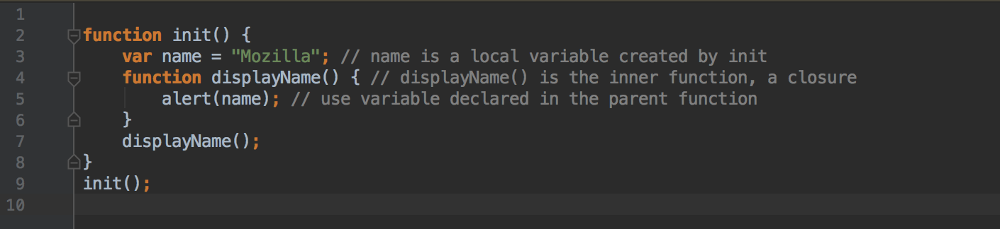 1
2 function init() {
3 var name = "Mozilla"; // name is a local variable created by init
4 function displayName() { // displayName() is the inner function, a closure
5 alert(name); // use variable declared in the parent function
6 }
7 displayName();
8 }
9 init();
10